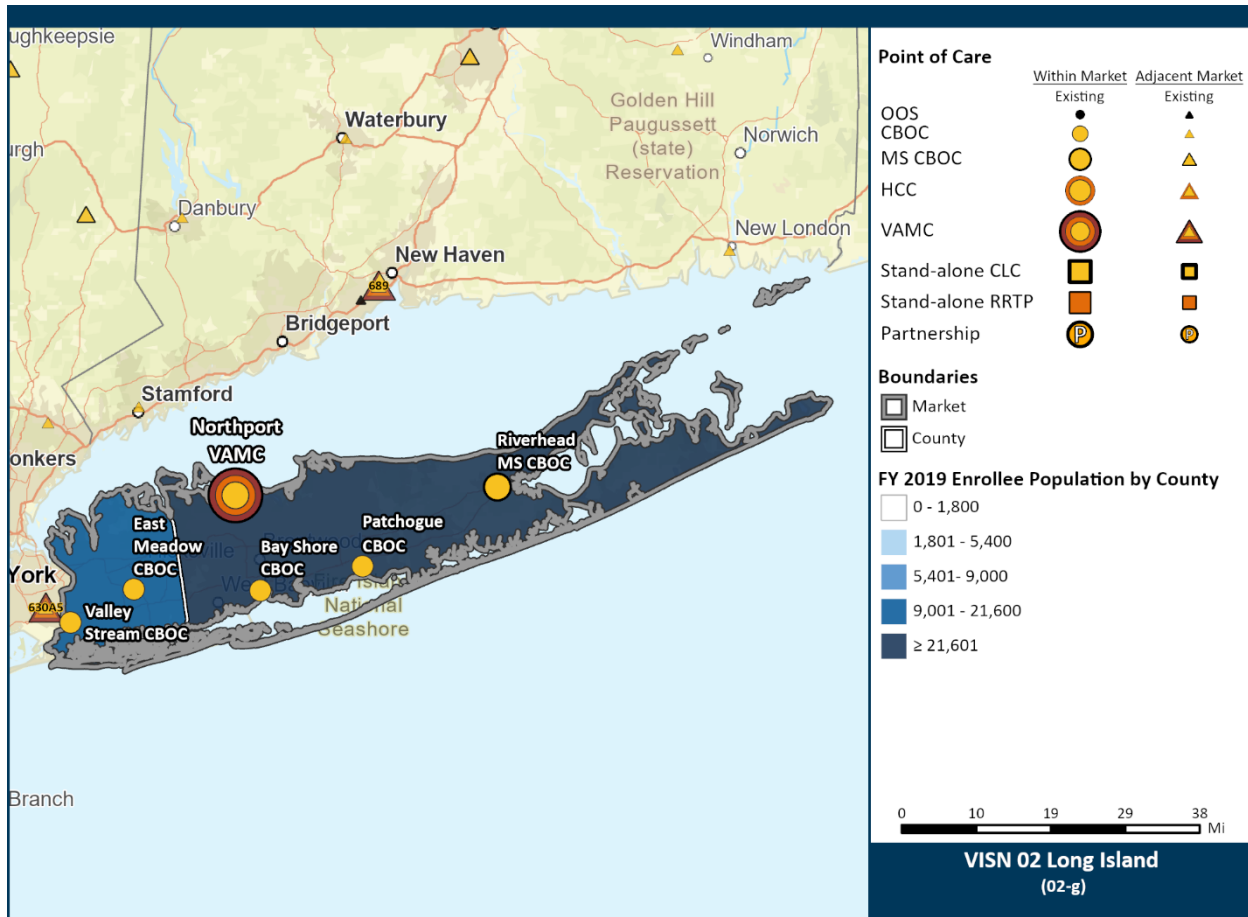 ughkeepsie
Windham
Waterbury
Golden Hill
Paugussett
(state)
Reservation
Norwich
urgh
Danbury
New London
New Haven
689
Bridgeport
Stamford
Northport
VAMC
onkers
Riverhead
MS CBOC
East
Meadow
CBOC
Patchogue
CBOC
Bay Shore
CBOC
National
Seashore
York
630A5
Valley
Stream CBOC
Branch
Point of Care
Within Market Adjacent Market
Existing Existing
OOS
CBOC
MS CBOC
HCC
VAMC
Stand-alone CLC
Stand-alone RRTP
Partnership P P
Boundaries
Market
County
FY 2019 Enrollee Population by County
0 - 1,800
1,801 - 5,400
5,401- 9,000
9,001 - 21,600
≥ 21,601
0 10 19 29 38
Mi
VISN 02 Long Island
(02-g)